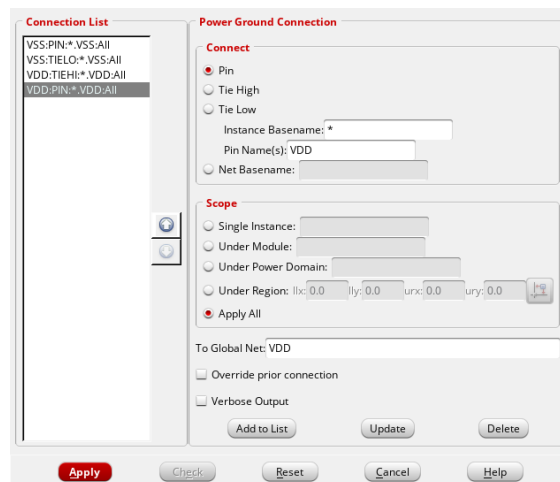 Connection List
VSS:PIN:*.VSS:All
VSS:TIELO:*.VSS:All
VDD:TIEHI:*.VDD:All
VDD:PIN:*.VDD:All
Power Ground Connection
Connect
Pin
Tie High
Tie Low
Instance Basename: *
Pin Name(s): VDD
Net Basename:
Scope
Single Instance:
Under Module:
Under Power Domain:
Under Region: llx: 0.0 lly: 0.0 urx: 0.0 ury: 0.0
Apply All
To Global Net: VDD
Override prior connection
Verbose Output
Add to List Update Delete
Apply Check Reset Cancel Help